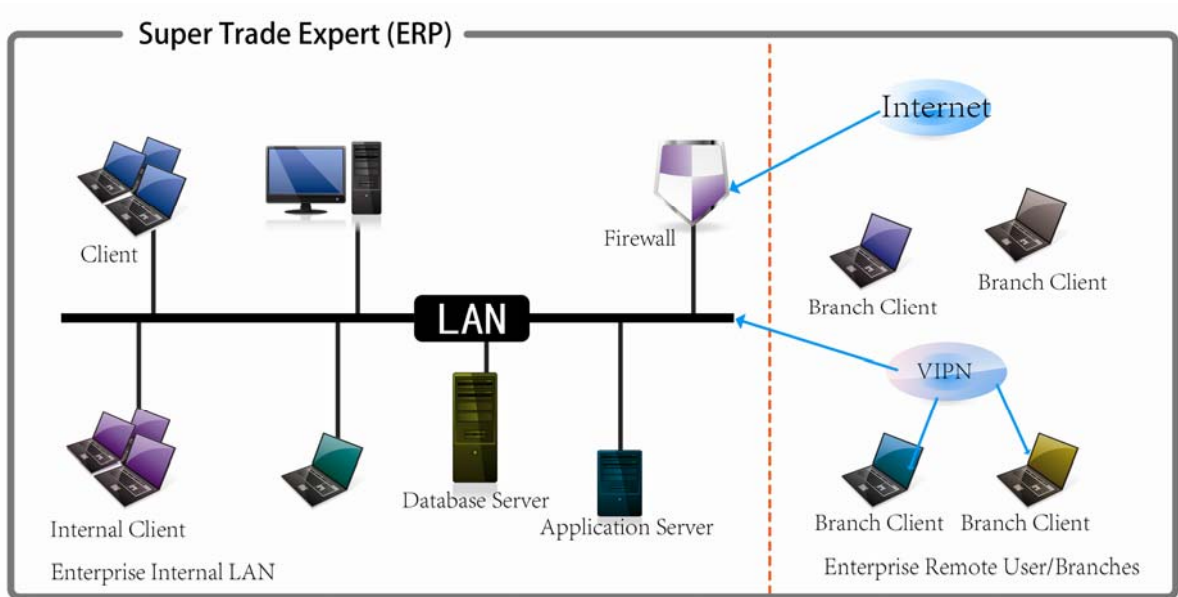 Super Trade Expert (ERP)
Internet
Client
Firewall
Branch Client
Branch Client
LAN
VIPN
Database Server
Application Server
Internal Client
Branch Client
Branch Client
Enterprise Internal LAN
Enterprise Remote User/Branches